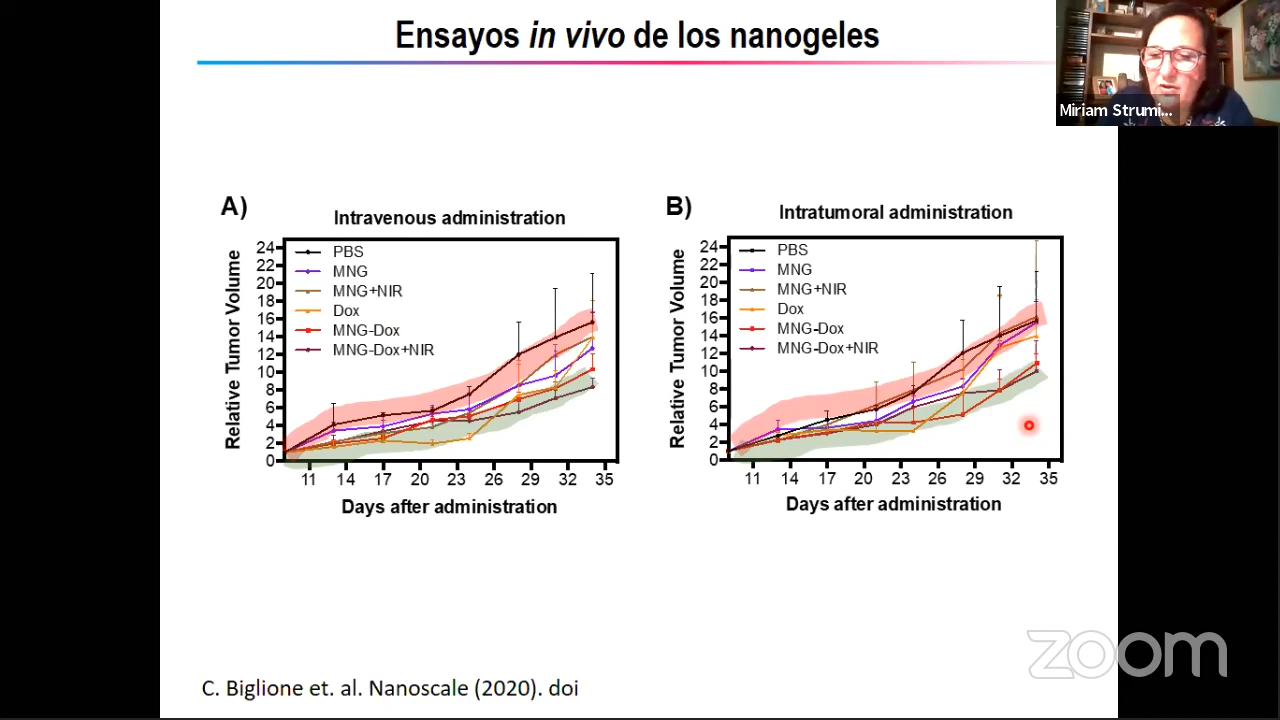 Ensayos in vivo de los nanogeles
Miriam Strumi...
A)
Intravenous administration
Relative Tumor Volume
24
22
20
18
16
14
12
10
8
6
4
2
0
PBS
MNG
MNG+NIR
Dox
MNG-Dox
MNG-Dox+NIR
11 14 17 20 23 26 29 32 35
Days after administration
B)
Intratumoral administration
Relative Tumor Volume
24
22
20
18
16
14
12
10
8
6
4
2
0
PBS
MNG
MNG+NIR
Dox
MNG-Dox
MNG-Dox+NIR
11 14 17 20 23 26 29 32 35
Days after administration
zoom
C. Biglione et. al. Nanoscale (2020). doi